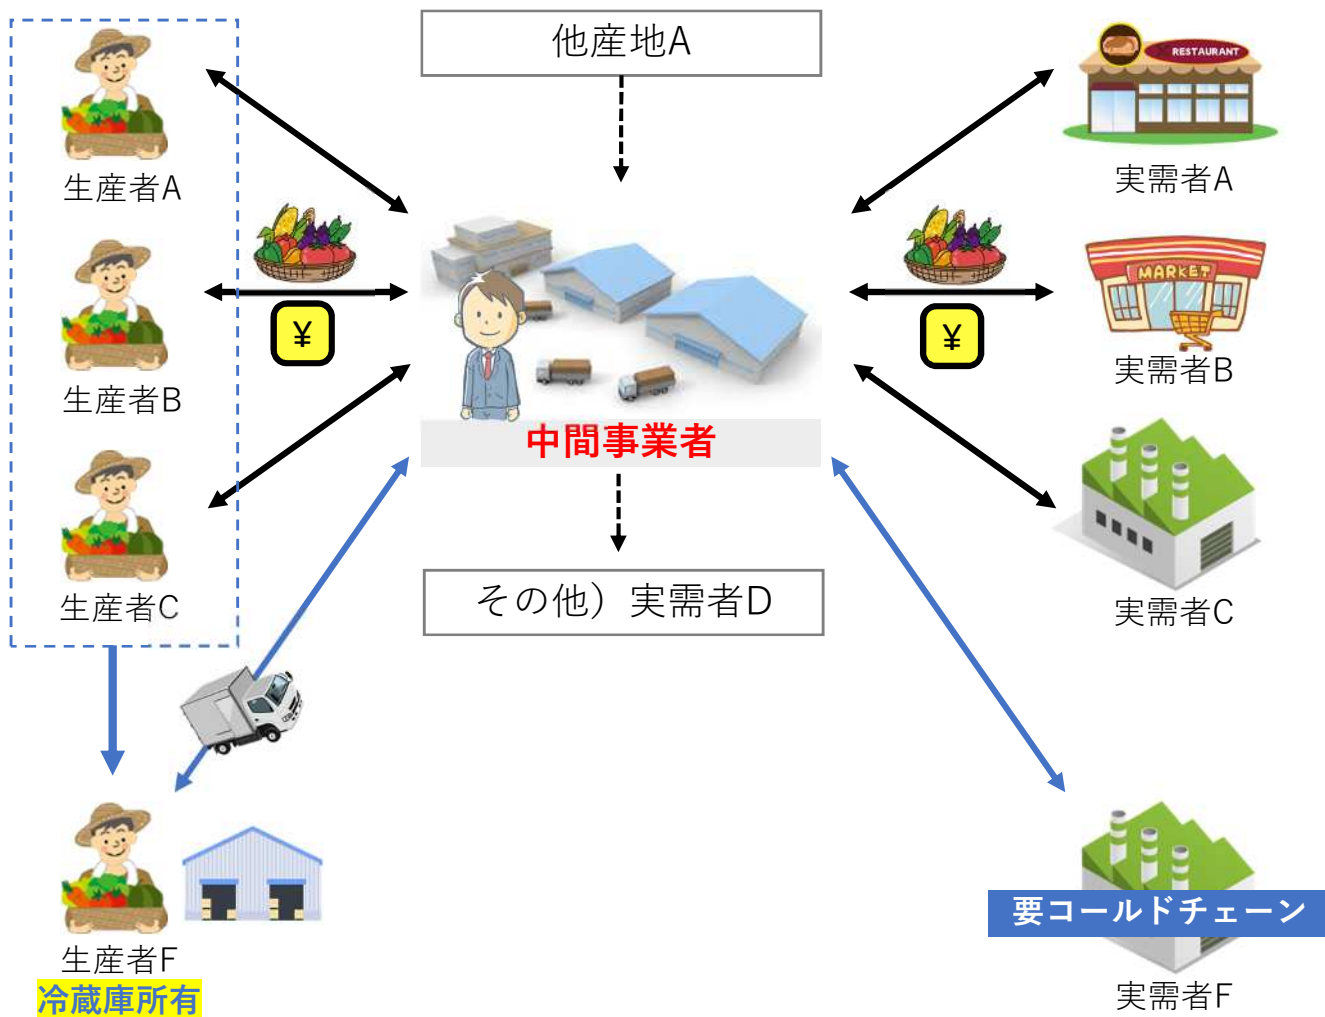 他産地A
RESTAURANT
生産者A
実需者A
MARKET
¥
¥
生産者B
実需者B
中間事業者
その他）実需者D
生産者C
実需者C
要コールドチェーン
生産者F
冷蔵庫所有
実需者F